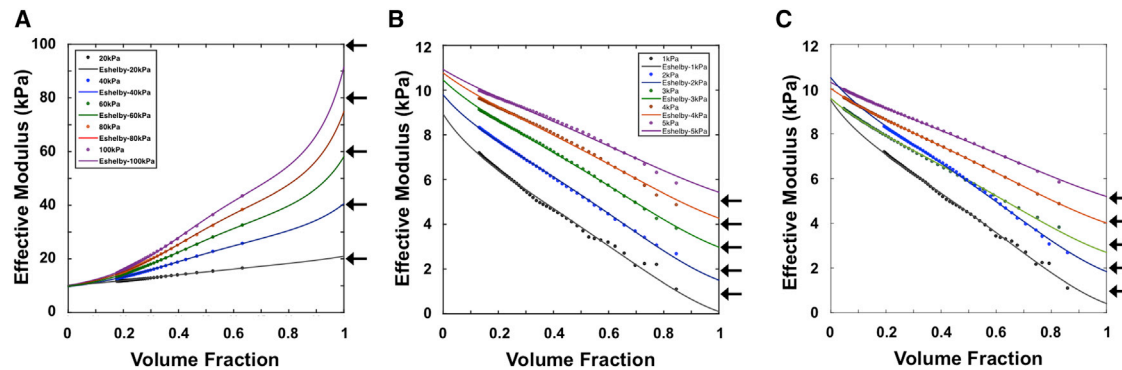 A
Effective Modulus (kPa)
100
80
60
40
20
0
20kPa
Eshelby-20kPa
40kPa
Eshelby-40kPa
60kPa
Eshelby-60kPa
80kPa
Eshelby-80kPa
100kPa
Eshelby-100kPa
0 0.2 0.4 0.6 0.8 1
Volume Fraction
B
Effective Modulus (kPa)
12
10
8
6
4
2
0
1kPa
Eshelby-1kPa
2kPa
Eshelby-2kPa
3kPa
Eshelby-3kPa
4kPa
Eshelby-4kPa
5kPa
Eshelby-5kPa
0 0.2 0.4 0.6 0.8 1
Volume Fraction
C
Effective Modulus (kPa)
12
10
8
6
4
2
0
0 0.2 0.4 0.6 0.8 1
Volume Fraction